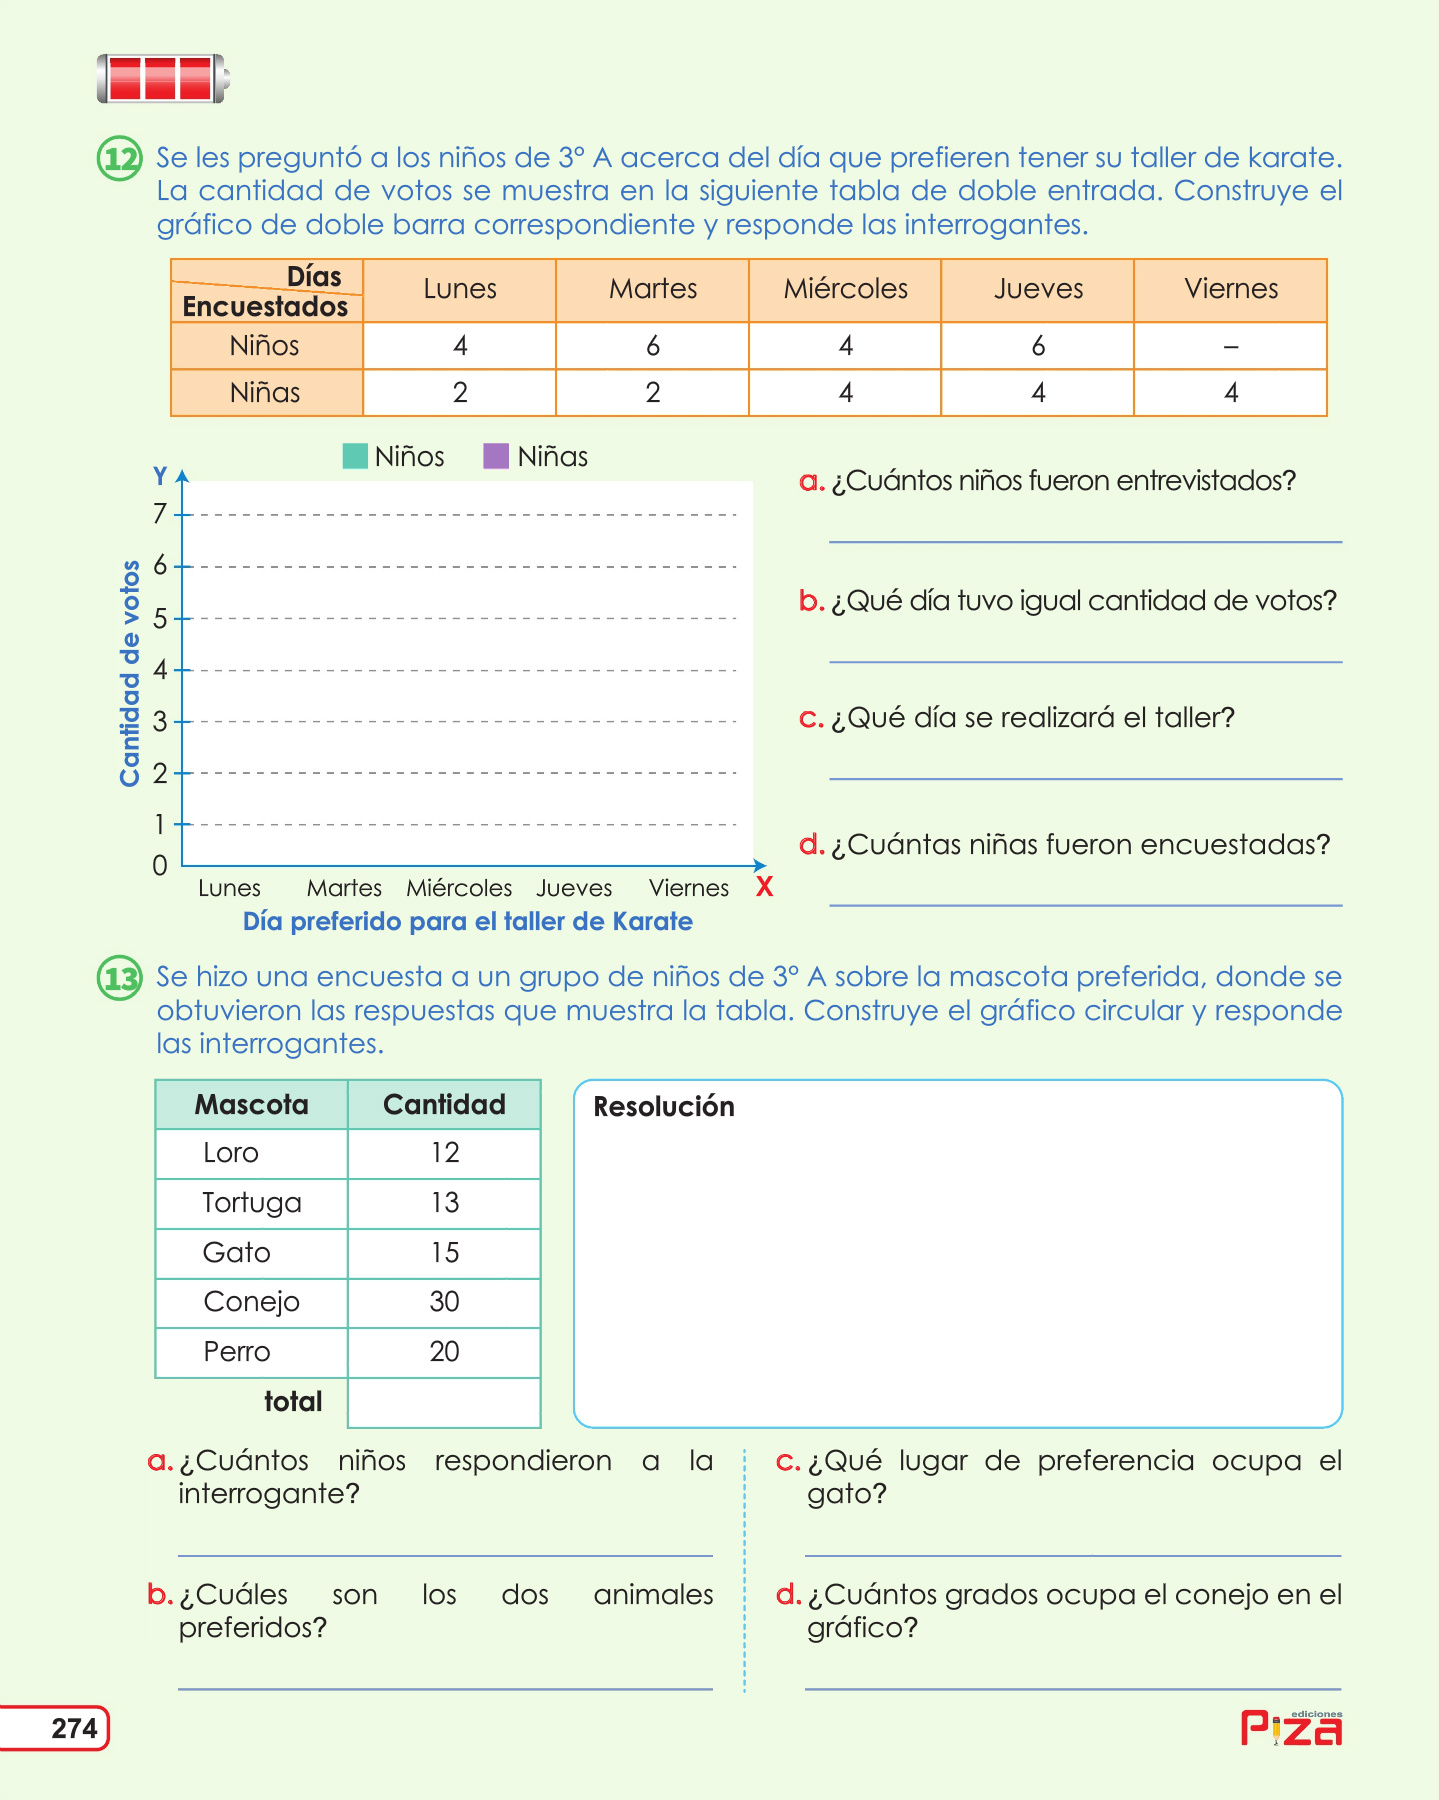 12 Se les preguntó a los niños de 3° A acerca del día que prefieren tener su taller de karate.
La cantidad de votos se muestra en la siguiente tabla de doble entrada. Construye el
gráfico de doble barra correspondiente y responde las interrogantes.
Días
Encuestados
Lunes Martes Miércoles Jueves Viernes
Niños 4 6 4 6 –
Niñas 2 2 4 4 4
Niños Niñas
Y
7
6
5
4
3
2
1
0
Cantidad de votos
Lunes Martes Miércoles Jueves Viernes X
Día preferido para el taller de Karate
a. ¿Cuántos niños fueron entrevistados?
b. ¿Qué día tuvo igual cantidad de votos?
c. ¿Qué día se realizará el taller?
d. ¿Cuántas niñas fueron encuestadas?
13 Se hizo una encuesta a un grupo de niños de 3° A sobre la mascota preferida, donde se
obtuvieron las respuestas que muestra la tabla. Construye el gráfico circular y responde
las interrogantes.
Mascota Cantidad
Loro 12
Tortuga 13
Gato 15
Conejo 30
Perro 20
total
Resolución
a. ¿Cuántos niños respondieron a la
interrogante?
b. ¿Cuáles son los dos animales
preferidos?
c. ¿Qué lugar de preferencia ocupa el
gato?
d. ¿Cuántos grados ocupa el conejo en el
gráfico?
274
ediciones
Piza